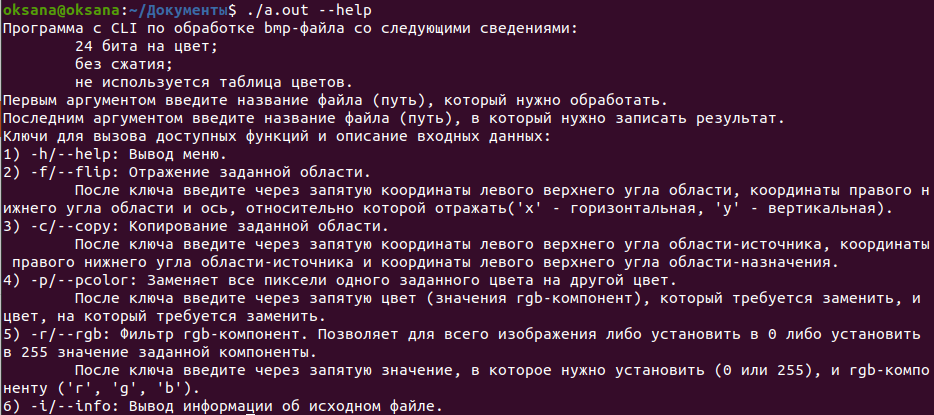 oksana@oksana:~/Документы$ ./a.out --help
Программа с CLI по обработке bmp-файла со следующими сведениями:
        24 бита на цвет;
        без сжатия;
        не используется таблица цветов.
Первым аргументом введите название файла (путь), который нужно обработать.
Последним аргументом введите название файла (путь), в который нужно записать результат.
Ключи для вызова доступных функций и описание входных данных:
1) -h/--help: Вывод меню.
2) -f/--flip: Отражение заданной области.
        После ключа введите через запятую координаты левого верхнего угла области, координаты правого н
ижнего угла области и ось, относительно которой отражать('x' - горизонтальная, 'y' - вертикальная).
3) -c/--copy: Копирование заданной области.
        После ключа введите через запятую координаты левого верхнего угла области-источника, координаты
 правого нижнего угла области-источника и координаты левого верхнего угла области-назначения.
4) -p/--pcolor: Заменяет все пиксели одного заданного цвета на другой цвет.
        После ключа введите через запятую цвет (значения rgb-компонент), который требуется заменить, и
цвет, на который требуется заменить.
5) -r/--rgb: Фильтр rgb-компонент. Позволяет для всего изображения либо установить в 0 либо установить
в 255 значение заданной компоненты.
        После ключа введите через запятую значение, в которое нужно установить (0 или 255), и rgb-компо
ненту ('r', 'g', 'b').
6) -i/--info: Вывод информации об исходном файле.